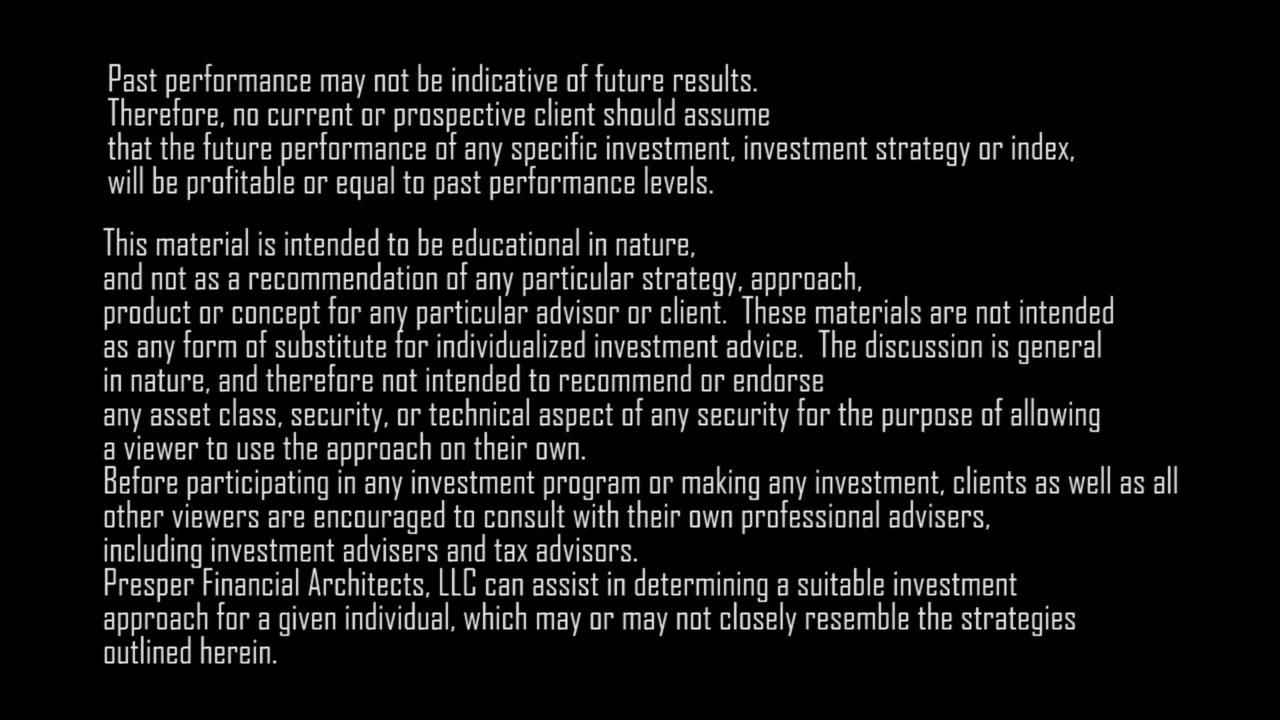 Past performance may not be indicative of future results.
Therefore, no current or prospective client should assume
that the future performance of any specific investment, investment strategy or index,
will be profitable or equal to past performance levels.
This material is intended to be educational in nature,
and not as a recommendation of any particular strategy, approach,
product or concept for any particular advisor or client.  These materials are not intended
as any form of substitute for individualized investment advice.  The discussion is general
in nature, and therefore not intended to recommend or endorse
any asset class, security, or technical aspect of any security for the purpose of allowing
a viewer to use the approach on their own.
Before participating in any investment program or making any investment, clients as well as all
other viewers are encouraged to consult with their own professional advisers,
including investment advisers and tax advisors.
Presper Financial Architects, LLC can assist in determining a suitable investment
approach for a given individual, which may or may not closely resemble the strategies
outlined herein.